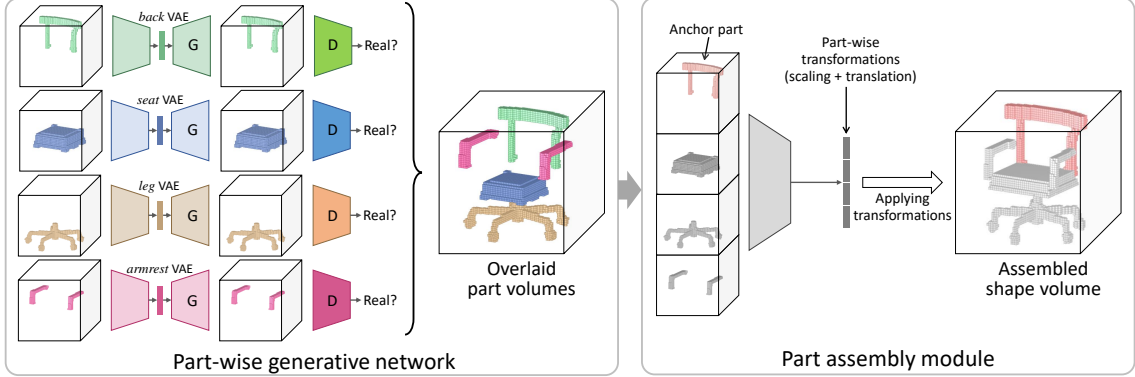 back VAE
G
D
Real?
seat VAE
G
D
Real?
leg VAE
G
D
Real?
armrest VAE
G
D
Real?
Overlaid
part volumes
Part-wise generative network
Anchor part
Part-wise
transformations
(scaling + translation)
Applying
transformations
Assembled
shape volume
Part assembly module